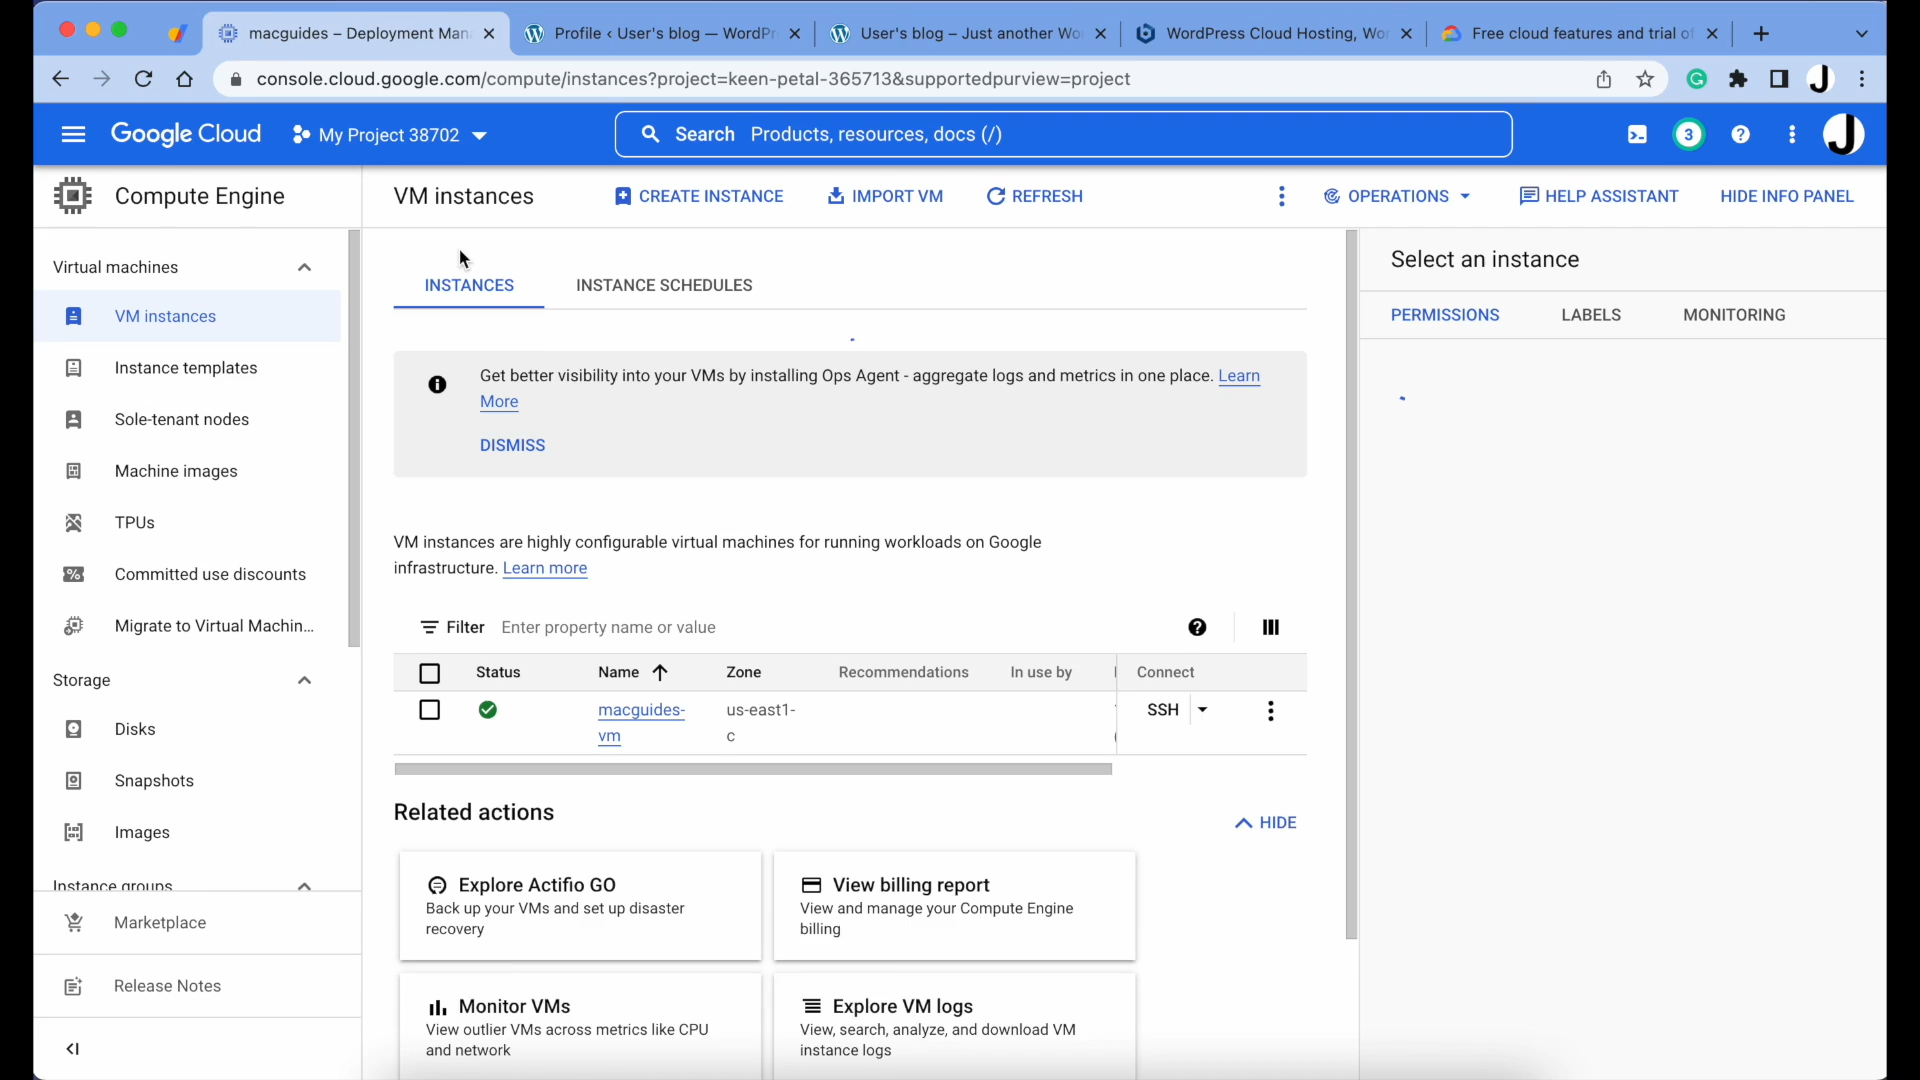 macguides – Deployment Man
Profile ‹ User's blog — WordPr
User's blog – Just another Wo
WordPress Cloud Hosting, Wor
Free cloud features and trial of
console.cloud.google.com/compute/instances?project=keen-petal-365713&supportedpurview=project
Google Cloud
My Project 38702
Search Products, resources, docs (/)
3
Compute Engine
VM instances
CREATE INSTANCE
IMPORT VM
REFRESH
OPERATIONS
HELP ASSISTANT
HIDE INFO PANEL
Virtual machines
VM instances
Instance templates
Sole-tenant nodes
Machine images
TPUs
Committed use discounts
Migrate to Virtual Machin...
Storage
Disks
Snapshots
Images
Instance groups
Marketplace
Release Notes
INSTANCES
INSTANCE SCHEDULES
Get better visibility into your VMs by installing Ops Agent - aggregate logs and metrics in one place. Learn
More
DISMISS
VM instances are highly configurable virtual machines for running workloads on Google
infrastructure. Learn more
Filter Enter property name or value
Status Name Zone Recommendations In use by Connect
macguides- us-east1- SSH
vm c
Related actions
HIDE
Explore Actifio GO
Back up your VMs and set up disaster
recovery
View billing report
View and manage your Compute Engine
billing
Monitor VMs
View outlier VMs across metrics like CPU
and network
Explore VM logs
View, search, analyze, and download VM
instance logs
Select an instance
PERMISSIONS
LABELS
MONITORING